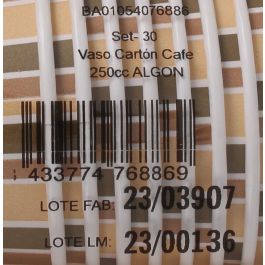 BA01054076886
Set- 30
Vaso Cartón Cafe
250cc ALGON
433774 768869
LOTE FAB: 23/03907
LOTE LM: 23/00136